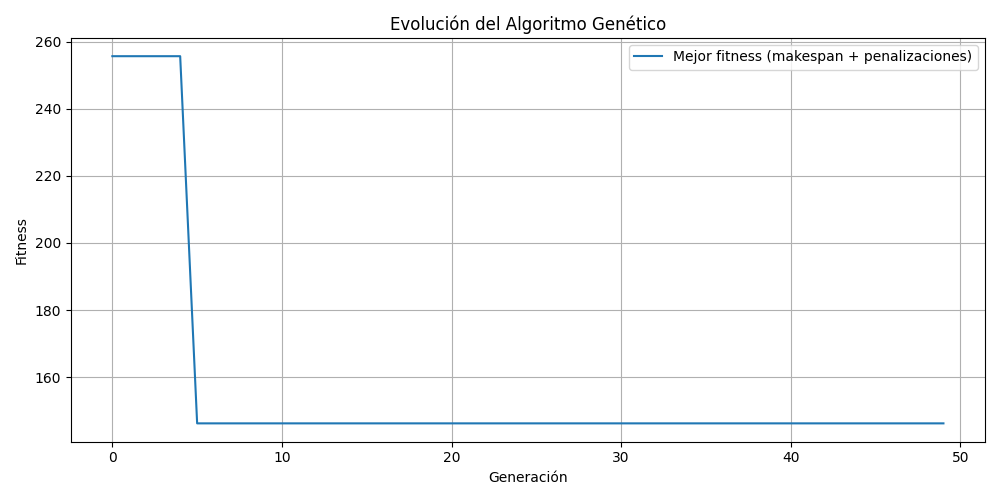 Evolución del Algoritmo Genético
Mejor fitness (makespan + penalizaciones)
Fitness
260
240
220
200
180
160
0 10 20 30 40 50
Generación